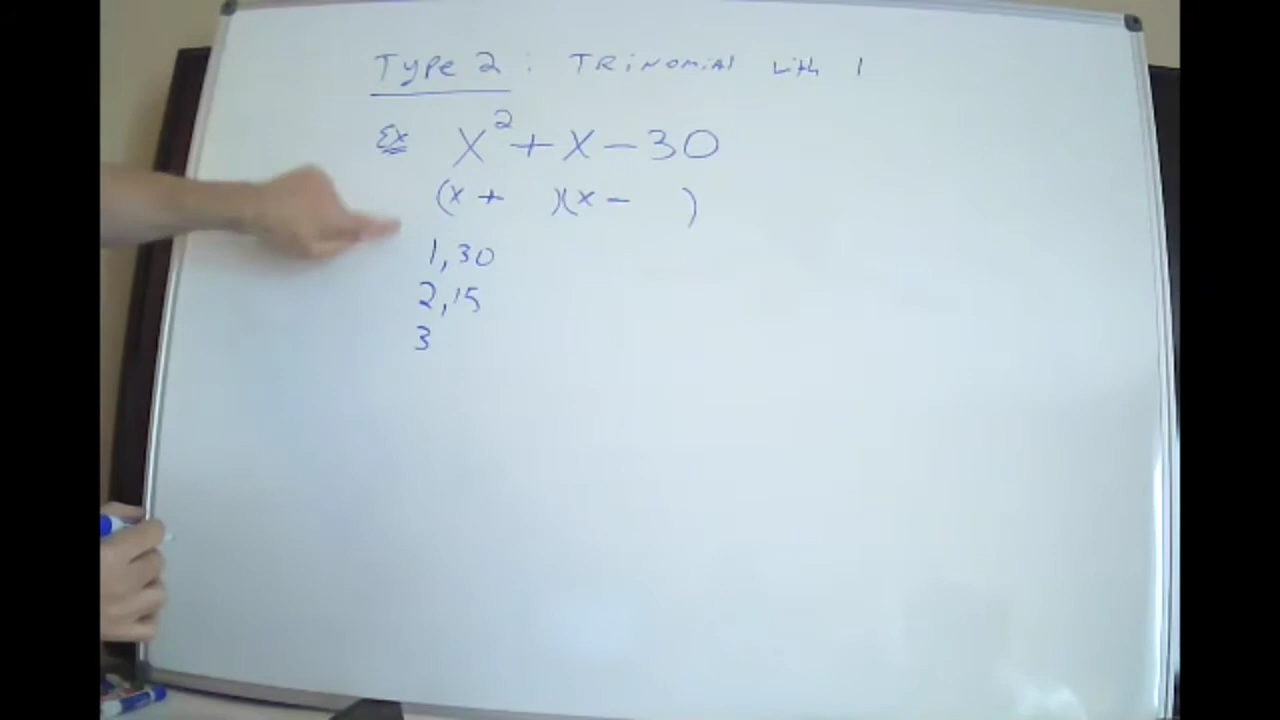 Type 2 : TRiNOMiAl with 1
Ex x² + x - 30
(x + )(x - )
1, 30
2, 15
3